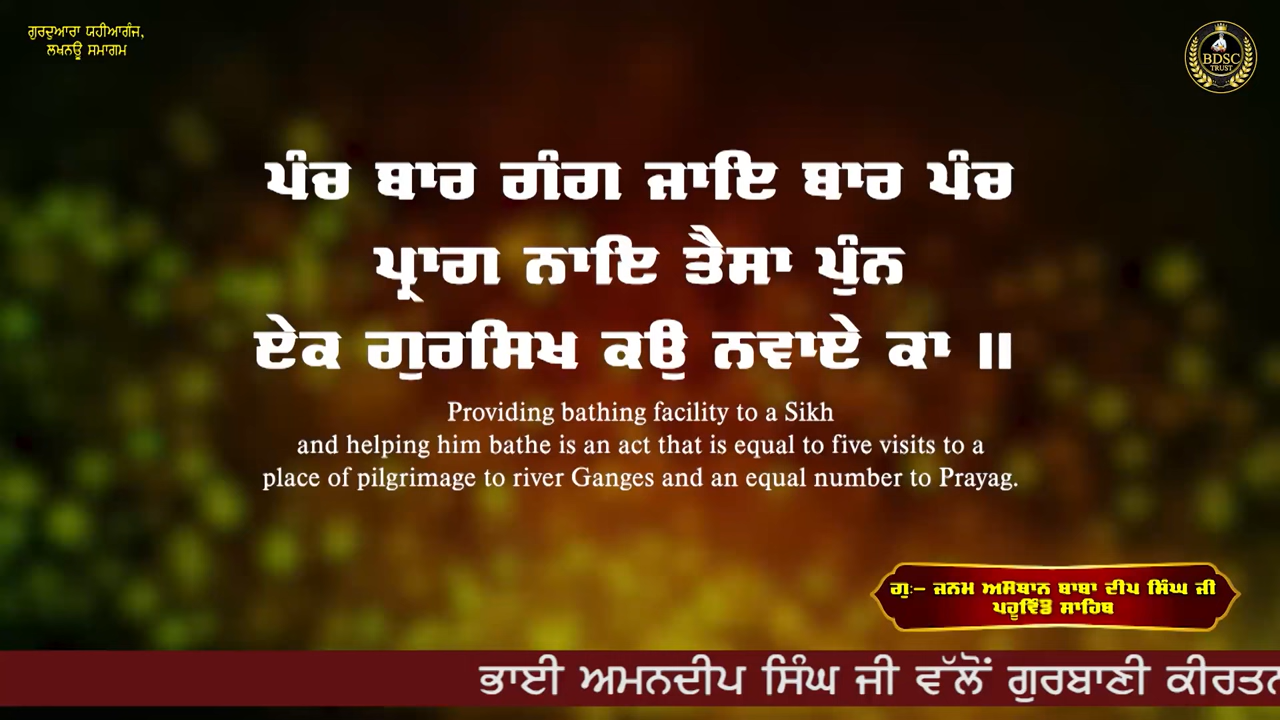 ਗੁਰਦੁਆਰਾ ਯਹੀਆਗੰਜ,
ਲਖਨਊ ਸਮਾਗਮ
BDSC
TRUST
ਪੰਚ ਬਾਰ ਗੰਗ ਜਾਇ ਬਾਰ ਪੰਚ
ਪ੍ਰਾਗ ਨਾਇ ਤੈਸਾ ਪੁੰਨ
ਏਕ ਗੁਰਸਿਖ ਕਉ ਨਵਾਏ ਕਾ ॥
Providing bathing facility to a Sikh
and helping him bathe is an act that is equal to five visits to a
place of pilgrimage to river Ganges and an equal number to Prayag.
ਗੁ:- ਜਨਮ ਅਸਥਾਨ ਬਾਬਾ ਦੀਪ ਸਿੰਘ ਜੀ
ਪਹੂਵਿੰਡ ਸਾਹਿਬ
ਭਾਈ ਅਮਨਦੀਪ ਸਿੰਘ ਜੀ ਵੱਲੋਂ ਗੁਰਬਾਣੀ ਕੀਰਤਨ